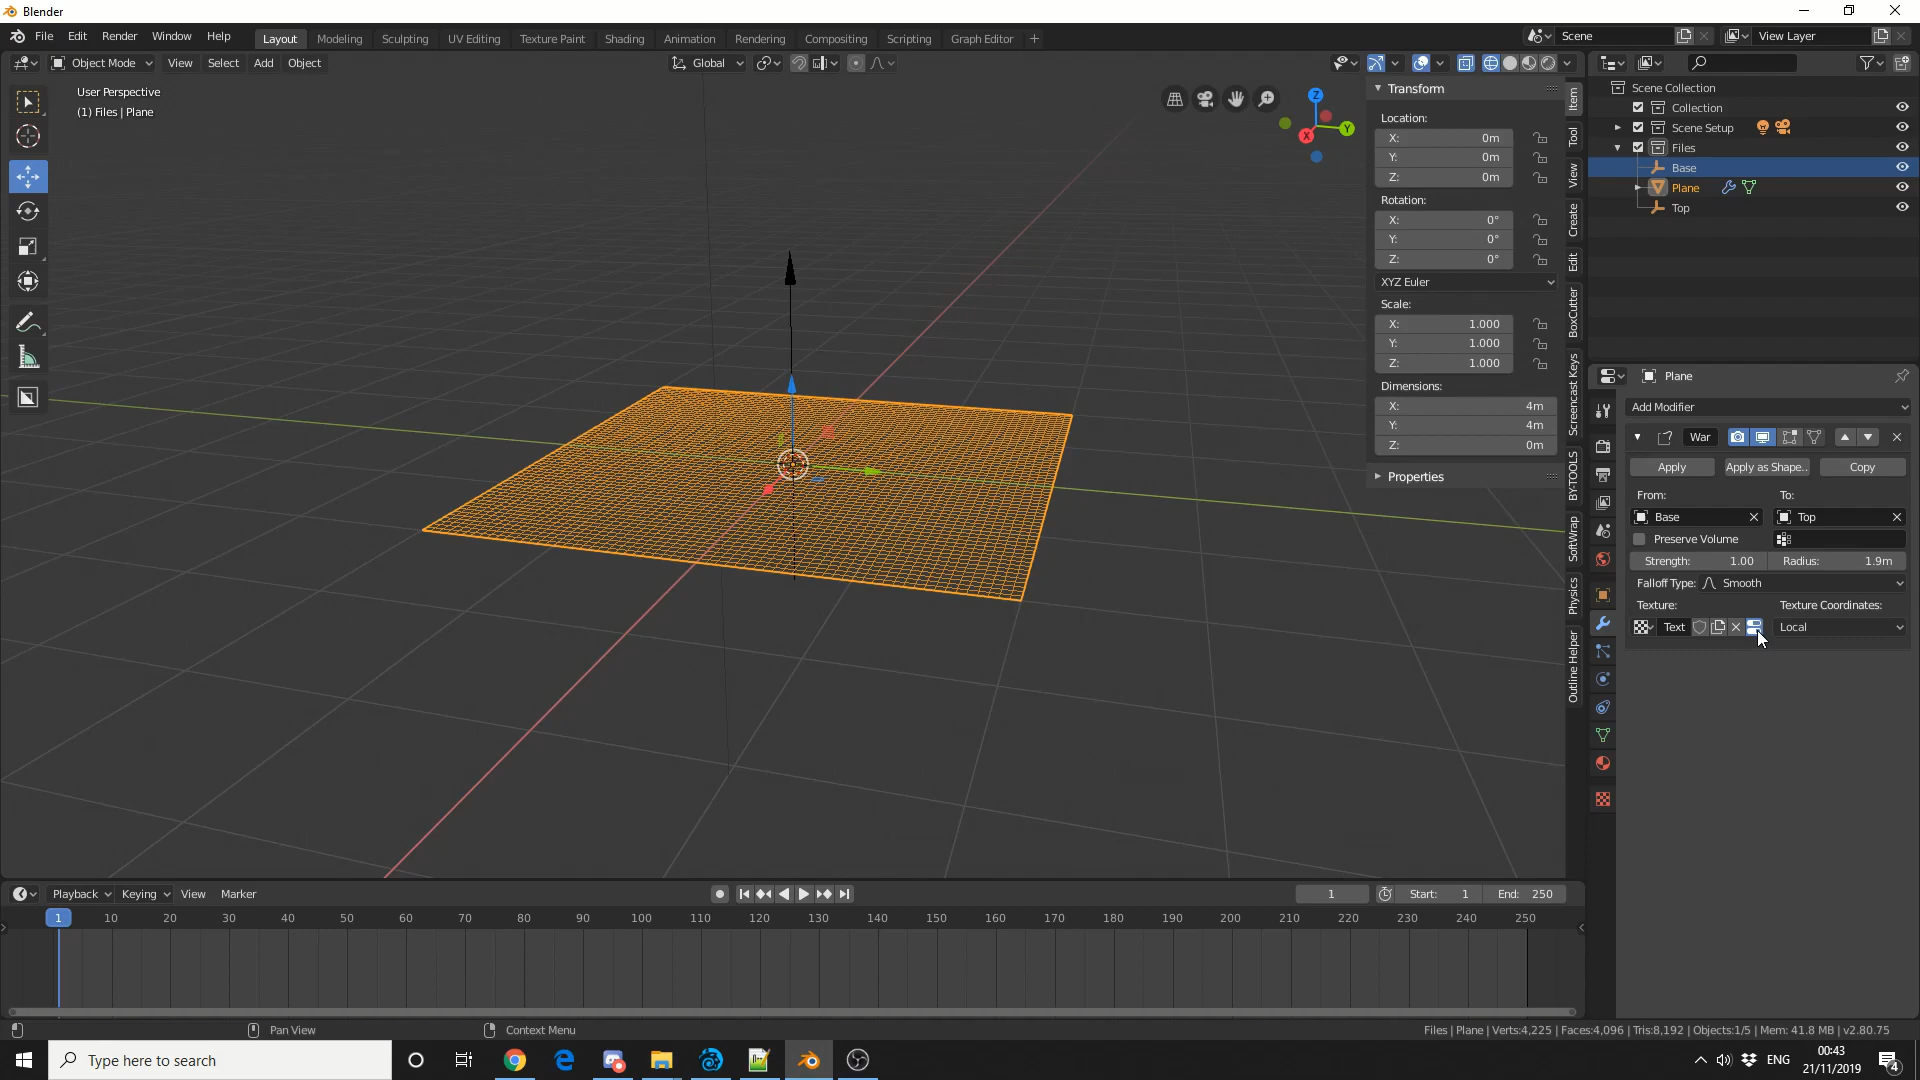 Blender
File Edit Render Window Help
Layout Modeling Sculpting UV Editing Texture Paint Shading Animation Rendering Compositing Scripting Graph Editor
Scene
View Layer
Object Mode View Select Add Object
Global
User Perspective
(1) Files | Plane
Z
Y
X
Transform
Location:
X: 0m
Y: 0m
Z: 0m
Rotation:
X: 0°
Y: 0°
Z: 0°
XYZ Euler
Scale:
X: 1.000
Y: 1.000
Z: 1.000
Dimensions:
X: 4m
Y: 4m
Z: 0m
Properties
Item
Tool
View
Create
Edit
BoxCutter
Screencast Keys
BY-TOOLS
SoftWrap
Physics
Outline Helper
Scene Collection
Collection
Scene Setup
Files
Base
Plane
Top
Plane
Add Modifier
War
Apply Apply as Shape.. Copy
From: To:
Base Top
Preserve Volume
Strength: 1.00 Radius: 1.9m
Falloff Type: Smooth
Texture: Texture Coordinates:
Text Local
Playback Keying View Marker
1 Start: 1 End: 250
1 10 20 30 40 50 60 70 80 90 100 110 120 130 140 150 160 170 180 190 200 210 220 230 240 250
Pan View Context Menu
Files | Plane | Verts:4,225 | Faces:4,096 | Tris:8,192 | Objects:1/5 | Mem: 41.8 MB | v2.80.75
Type here to search
ENG
00:43
21/11/2019
4